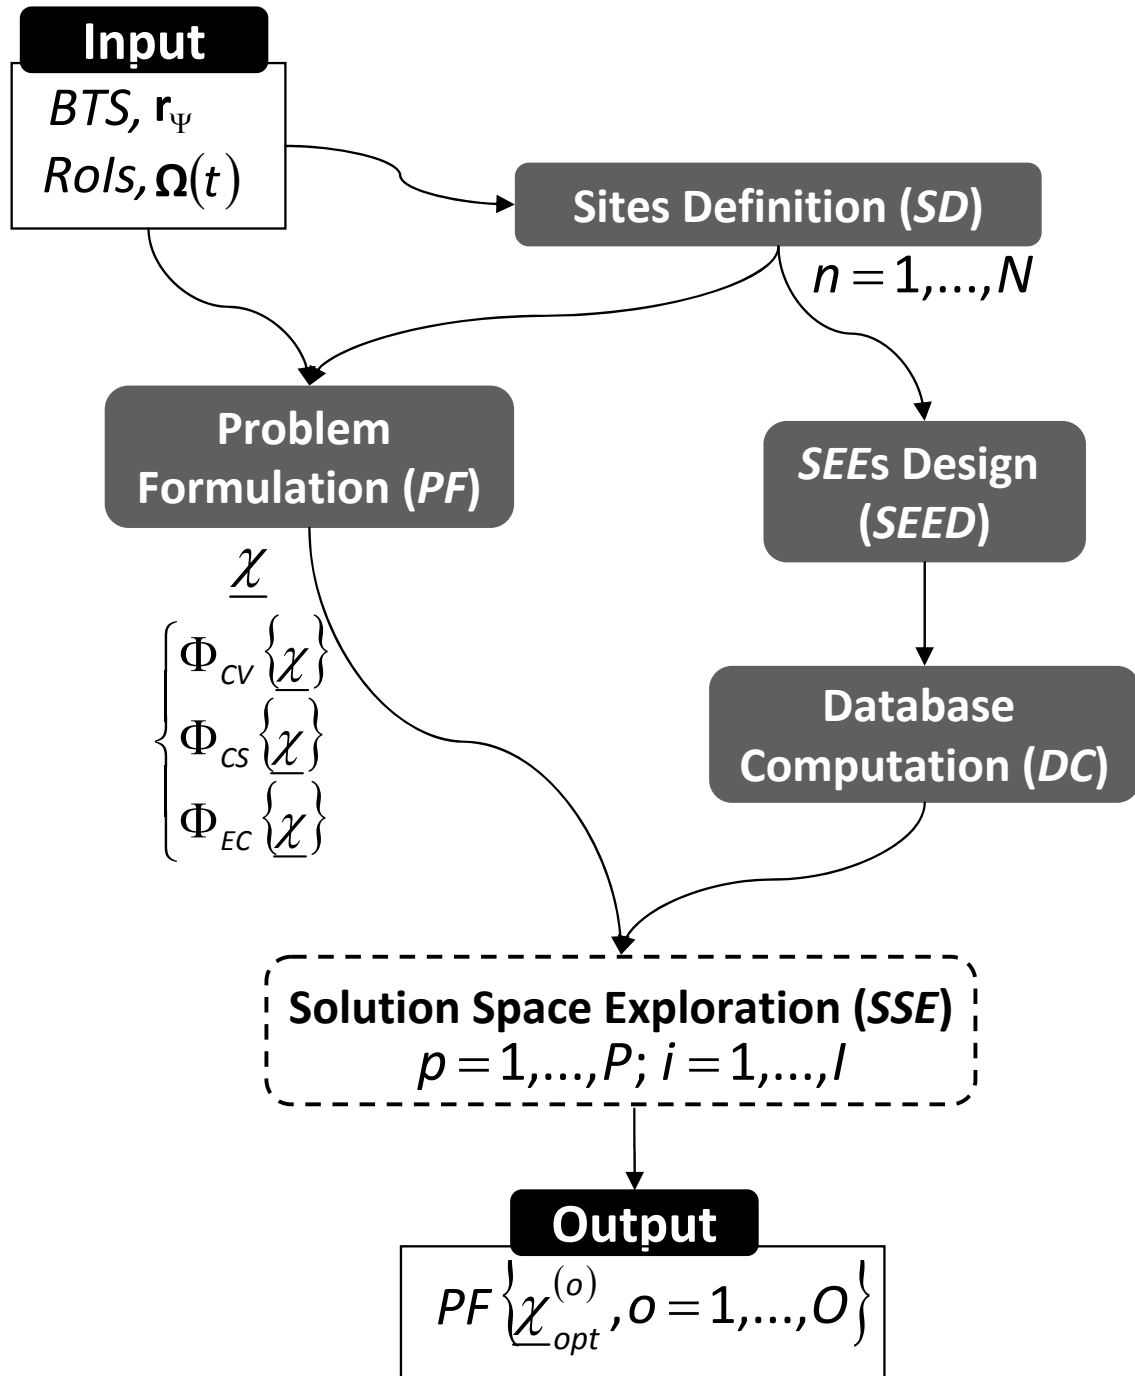 Input
BTS, r_Ψ
RoIs, Ω(t)
Sites Definition (SD)
n = 1,...,N
Problem
Formulation (PF)
SEEs Design
(SEED)
χ
Φ_CV {χ}
Φ_CS {χ}
Φ_EC {χ}
Database
Computation (DC)
Solution Space Exploration (SSE)
p = 1,...,P; i = 1,...,I
Output
PF {χ_opt^(o), o = 1,...,O}